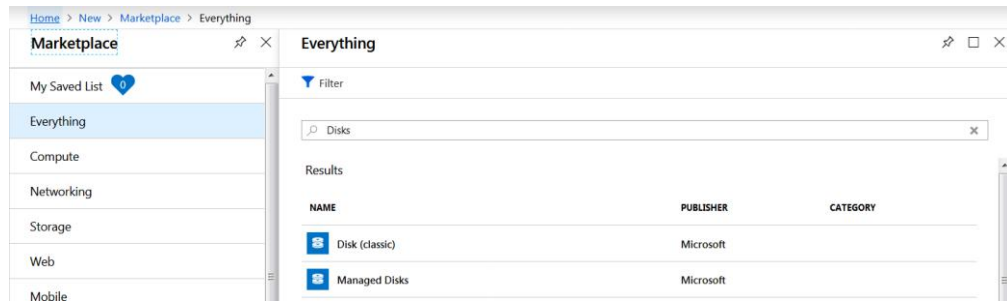 Home > New > Marketplace > Everything
Marketplace
My Saved List 0
Everything
Compute
Networking
Storage
Web
Mobile
Everything
Filter
Disks
Results
NAME PUBLISHER CATEGORY
Disk (classic) Microsoft
Managed Disks Microsoft